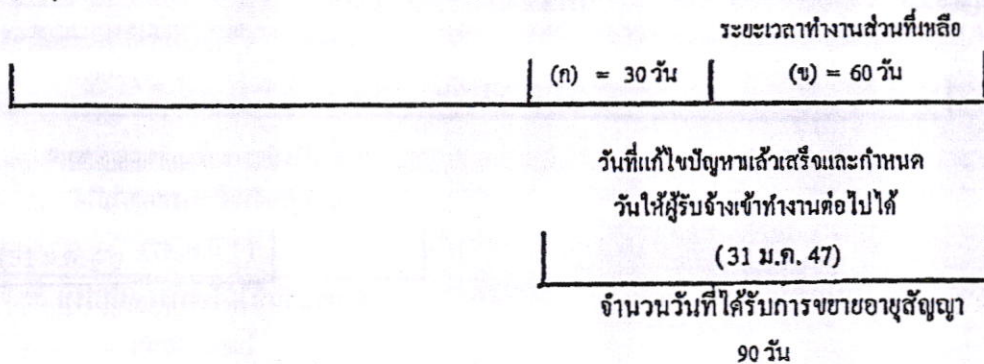 ระยะเวลาทำงานส่วนที่เหลือ
(ก) = 30 วัน (ข) = 60 วัน
วันที่แก้ไขปัญหาแล้วเสร็จและกำหนด
วันให้ผู้รับจ้างเข้าทำงานต่อไปได้
(31 ม.ค. 47)
จำนวนวันที่ได้รับการขยายอายุสัญญา
90 วัน